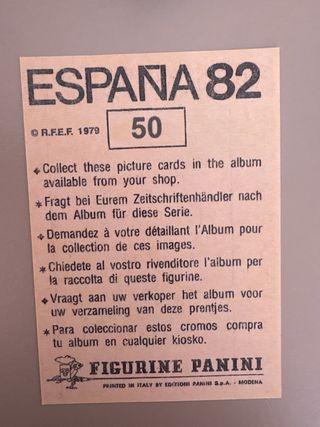 ESPAÑA 82
© R.F.E.F. 1979
50
Collect these picture cards in the album
available from your shop.
Fragt bei Eurem Zeitschriftenhändler nach
dem Album für diese Serie.
Demandez à votre détaillant l'Album pour
la collection de ces images.
Chiedete al vostro rivenditore l'album per
la raccolta di queste figurine.
Vraagt aan uw verkoper het album voor
uw verzameling van deze prentjes.
Para coleccionar estos cromos compra
tu album en cualquier kiosko.
FIGURINE PANINI
PRINTED IN ITALY BY EDIZIONI PANINI S.p.A. - MODENA